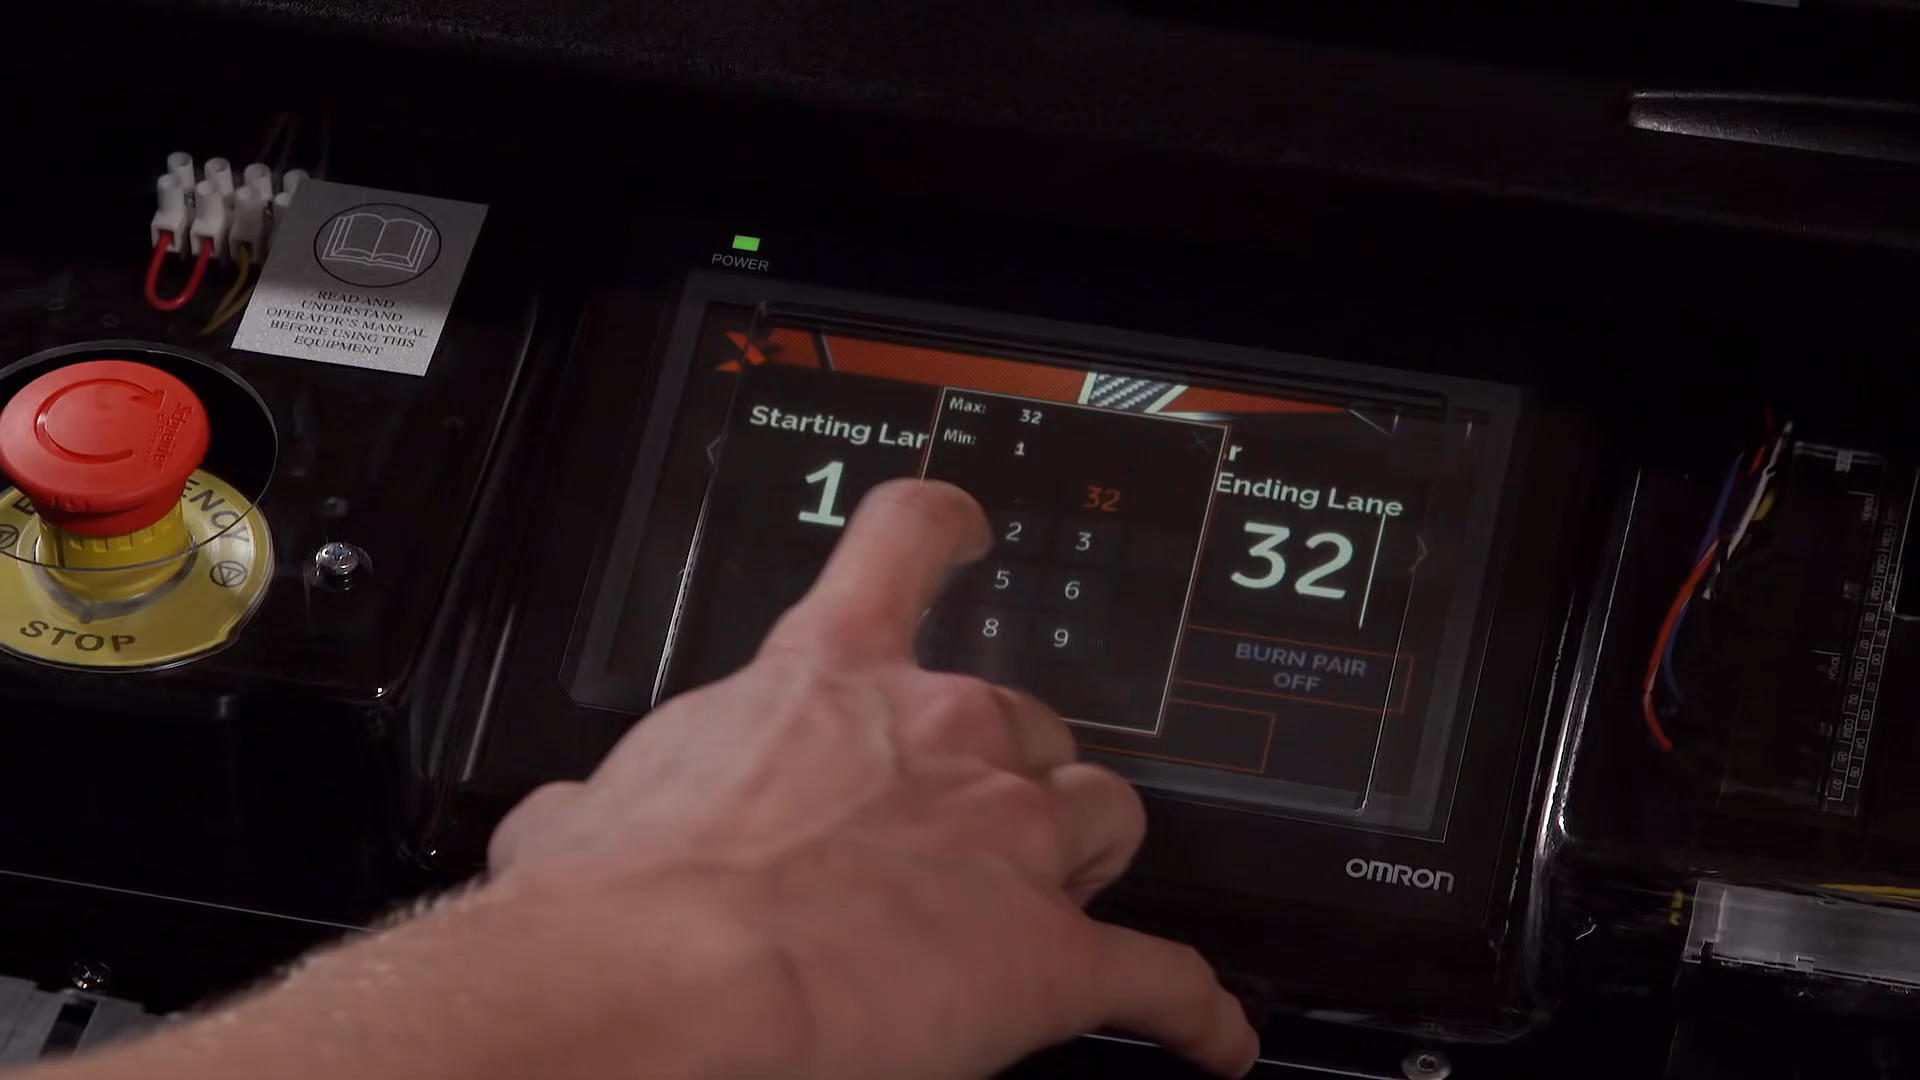 POWER
READ AND
UNDERSTAND
OPERATOR'S MANUAL
BEFORE USING THIS
EQUIPMENT
STOP
Starting Lan
1
Max: 32
Min: 1
32
2 3
5 6
8 9
r
Ending Lane
32
BURN PAIR
OFF
OMRON